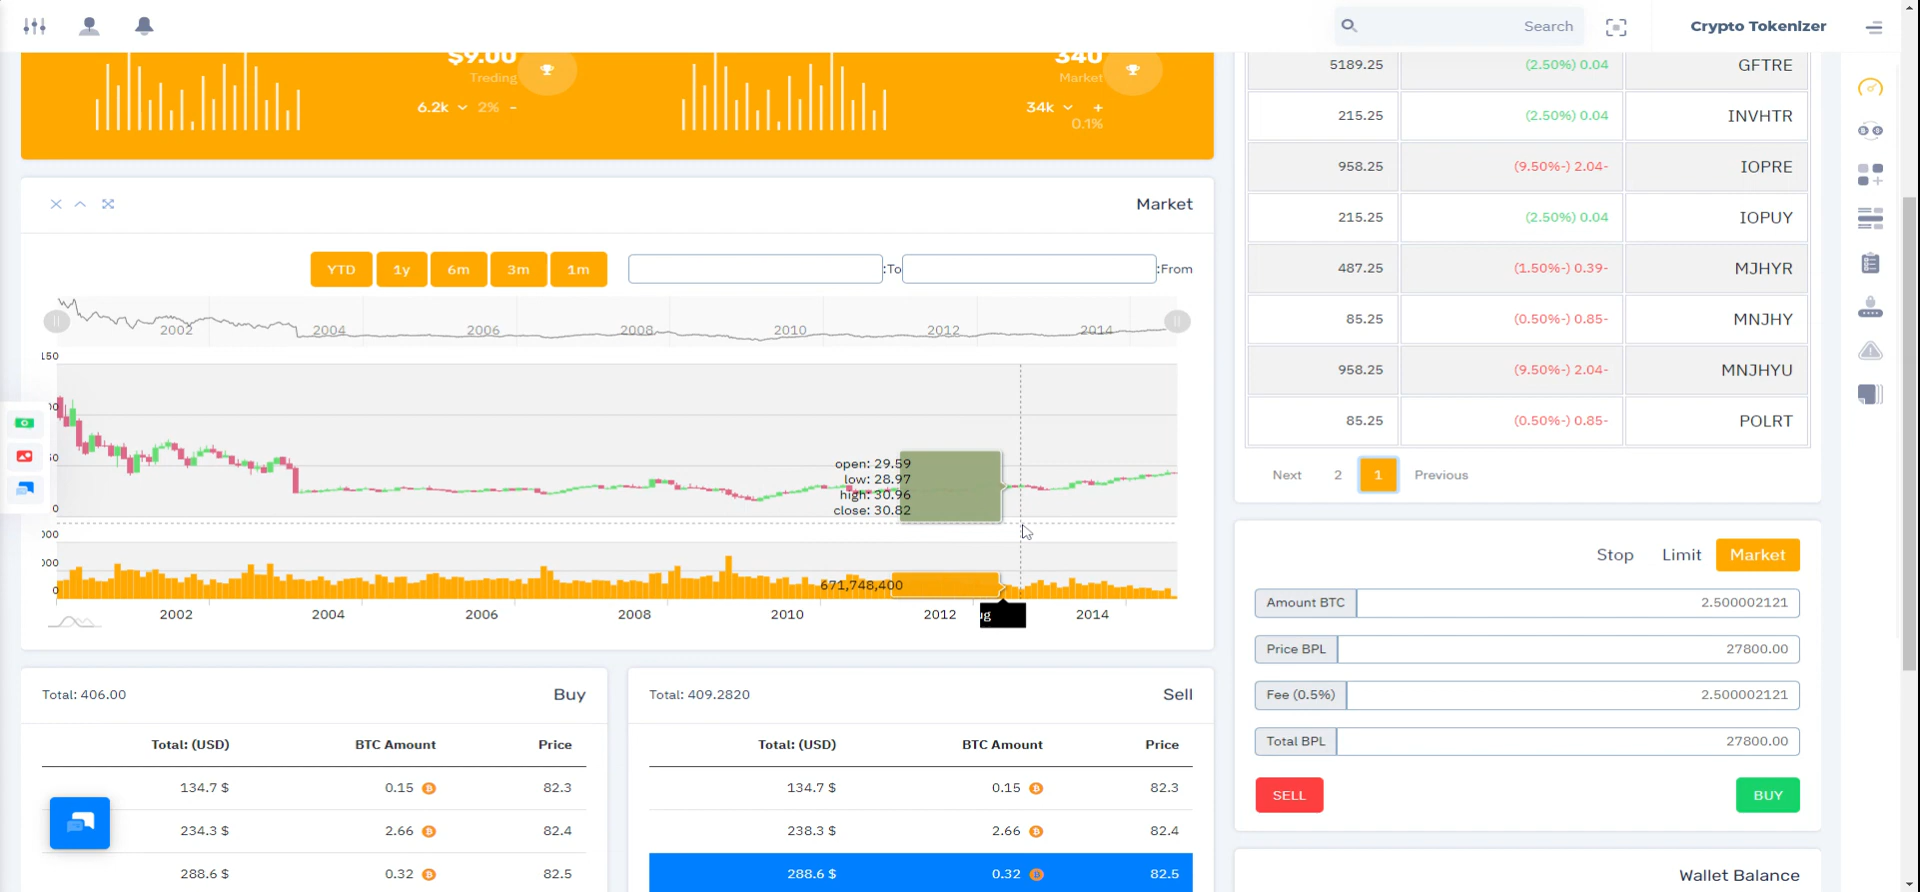 Search
Crypto Tokenizer
$9.00
Treding
6.2k 2% -
340
Market
34k +
0.1%
5189.25 (2.50%) 0.04 GFTRE
215.25 (2.50%) 0.04 INVHTR
958.25 (9.50%-) 2.04- IOPRE
215.25 (2.50%) 0.04 IOPUY
487.25 (1.50%-) 0.39- MJHYR
85.25 (0.50%-) 0.85- MNJHY
958.25 (9.50%-) 2.04- MNJHYU
85.25 (0.50%-) 0.85- POLRT
Next 2 1 Previous
Market
YTD 1y 6m 3m 1m :To :From
2002 2004 2006 2008 2010 2012 2014
150
00
50
0
open: 29.59
low: 28.97
high: 30.96
close: 30.82
000
000
0
671,748,400
2002 2004 2006 2008 2010 2012 ug 2014
Stop Limit Market
Amount BTC 2.500002121
Price BPL 27800.00
Fee (0.5%) 2.500002121
Total BPL 27800.00
SELL BUY
Total: 406.00 Buy
Total: (USD) BTC Amount Price
134.7 $ 0.15 82.3
234.3 $ 2.66 82.4
288.6 $ 0.32 82.5
Total: 409.2820 Sell
Total: (USD) BTC Amount Price
134.7 $ 0.15 82.3
238.3 $ 2.66 82.4
288.6 $ 0.32 82.5
Wallet Balance